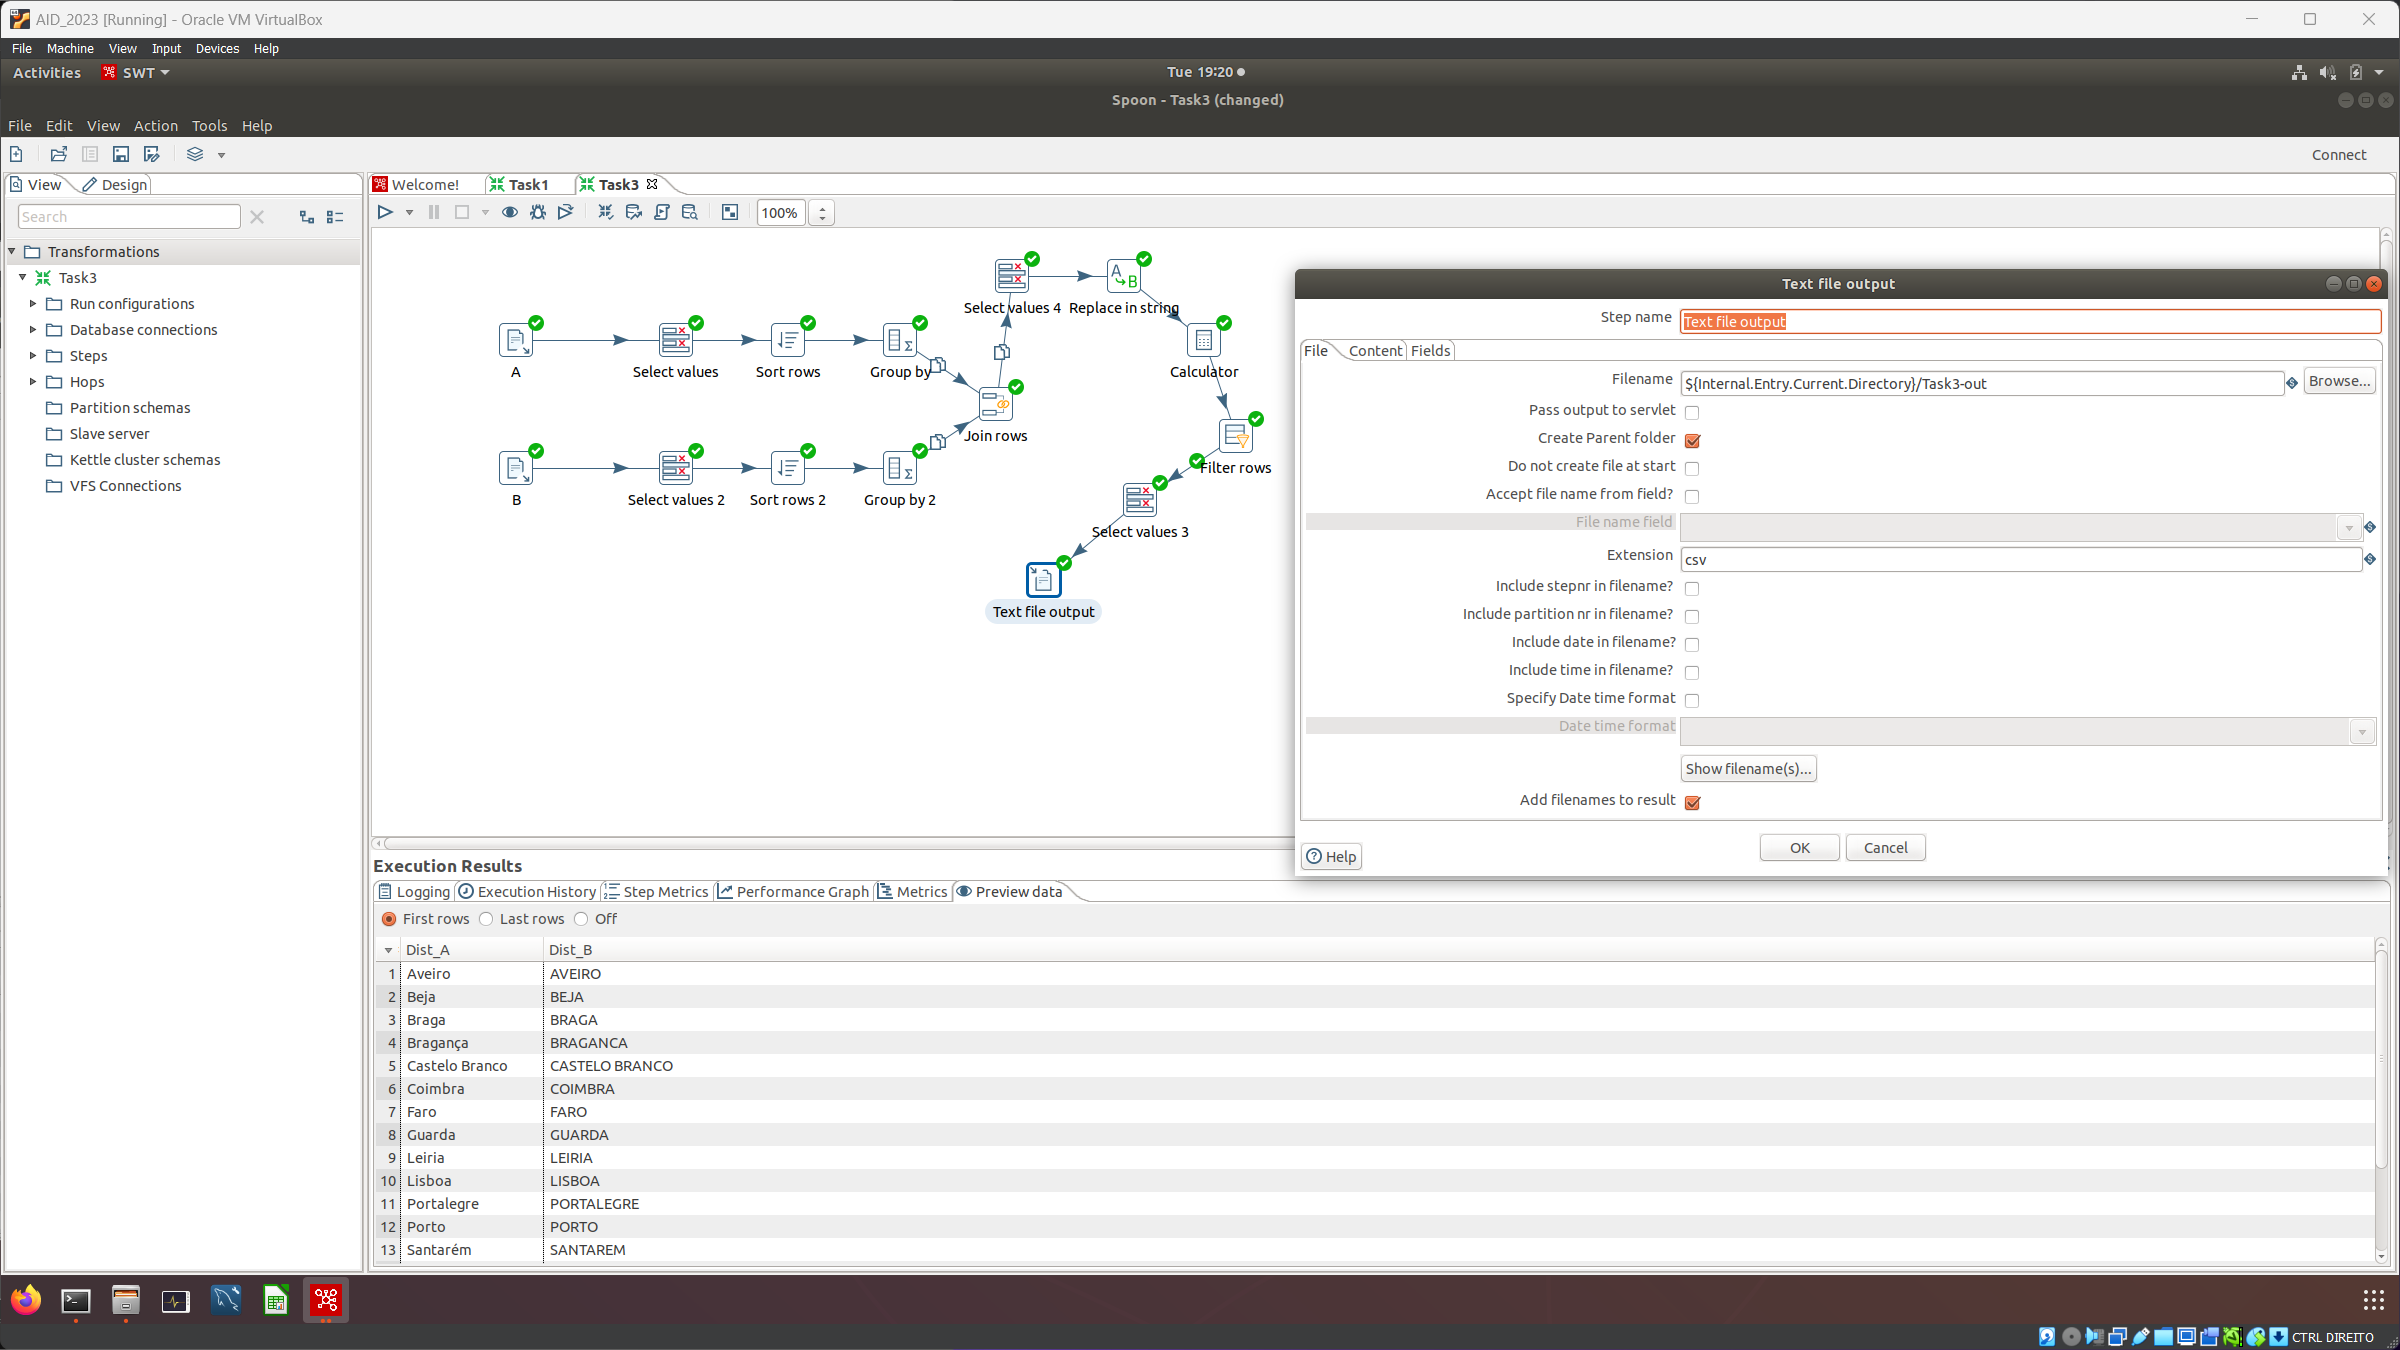 AID_2023 [Running] - Oracle VM VirtualBox
File Machine View Input Devices Help
Activities SWT Tue 19:20
Spoon - Task3 (changed)
File Edit View Action Tools Help
Connect
View Design
Welcome! Task1 Task3
Search
100%
Transformations
Task3
Run configurations
Database connections
Steps
Hops
Partition schemas
Slave server
Kettle cluster schemas
VFS Connections
Select values 4 Replace in string
A Select values Sort rows Group by Calculator
Join rows
Filter rows
B Select values 2 Sort rows 2 Group by 2
Select values 3
Text file output
Text file output
Step name Text file output
File Content Fields
Filename ${Internal.Entry.Current.Directory}/Task3-out Browse...
Pass output to servlet
Create Parent folder
Do not create file at start
Accept file name from field?
File name field
Extension csv
Include stepnr in filename?
Include partition nr in filename?
Include date in filename?
Include time in filename?
Specify Date time format
Date time format
Show filename(s)...
Add filenames to result
Help OK Cancel
Execution Results
Logging Execution History Step Metrics Performance Graph Metrics Preview data
First rows Last rows Off
Dist_A Dist_B
1 Aveiro AVEIRO
2 Beja BEJA
3 Braga BRAGA
4 Bragança BRAGANCA
5 Castelo Branco CASTELO BRANCO
6 Coimbra COIMBRA
7 Faro FARO
8 Guarda GUARDA
9 Leiria LEIRIA
10 Lisboa LISBOA
11 Portalegre PORTALEGRE
12 Porto PORTO
13 Santarém SANTAREM
CTRL DIREITO